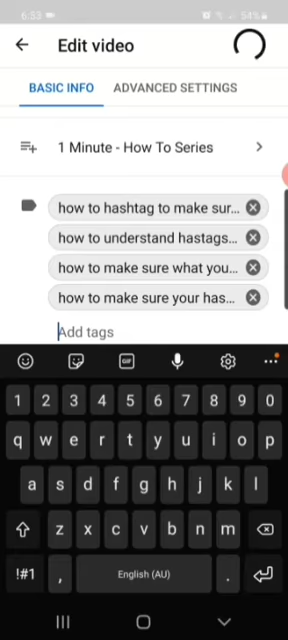 6:33
54%
Edit video
BASIC INFO ADVANCED SETTINGS
1 Minute - How To Series
how to hashtag to make sur...
how to understand hastags...
how to make sure what you...
how to make sure your has...
Add tags
GIF
1 2 3 4 5 6 7 8 9 0
q w e r t y u i o p
a s d f g h j k l
z x c v b n m
!#1 , English (AU) .